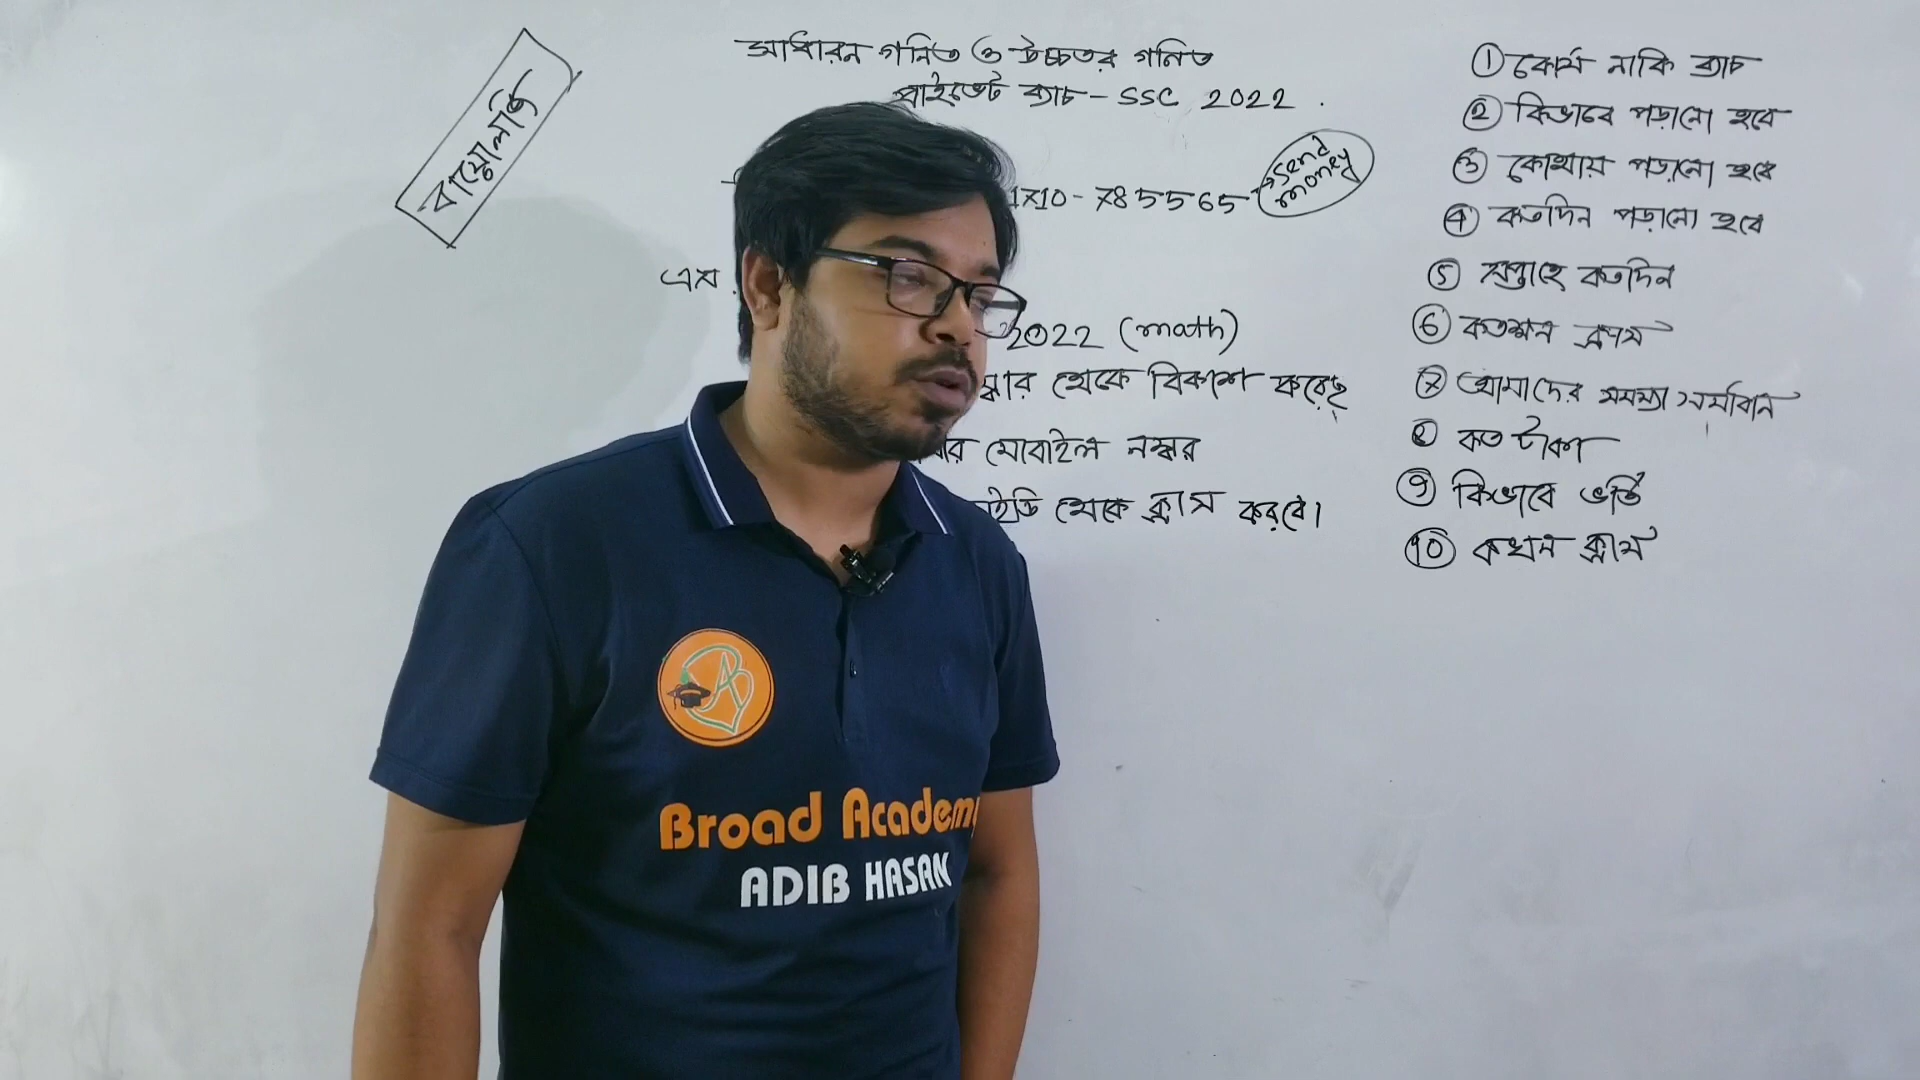 সাধারন গনিত ও উচ্চতর গনিত
প্রাইভেট ব্যাচ - SSC 2022.
বায়োলজি
1710-785565
send money
এস
2022 (math)
থেকে বিকাশ করেছ
মোবাইল নম্বর
থেকে ক্লাস করবে।
① কোর্স নাকি ব্যাচ
② কিভাবে পড়ানো হবে
③ কোথায় পড়ানো হবে
④ কতদিন পড়ানো হবে
⑤ সপ্তাহে কতদিন
⑥ কতক্ষন ক্লাস
⑦ আমাদের সমস্যা সমাধান
⑧ কত টাকা
⑨ কিভাবে ভর্তি
⑩ কখন ক্লাস
Broad Academ
ADIB HASAN